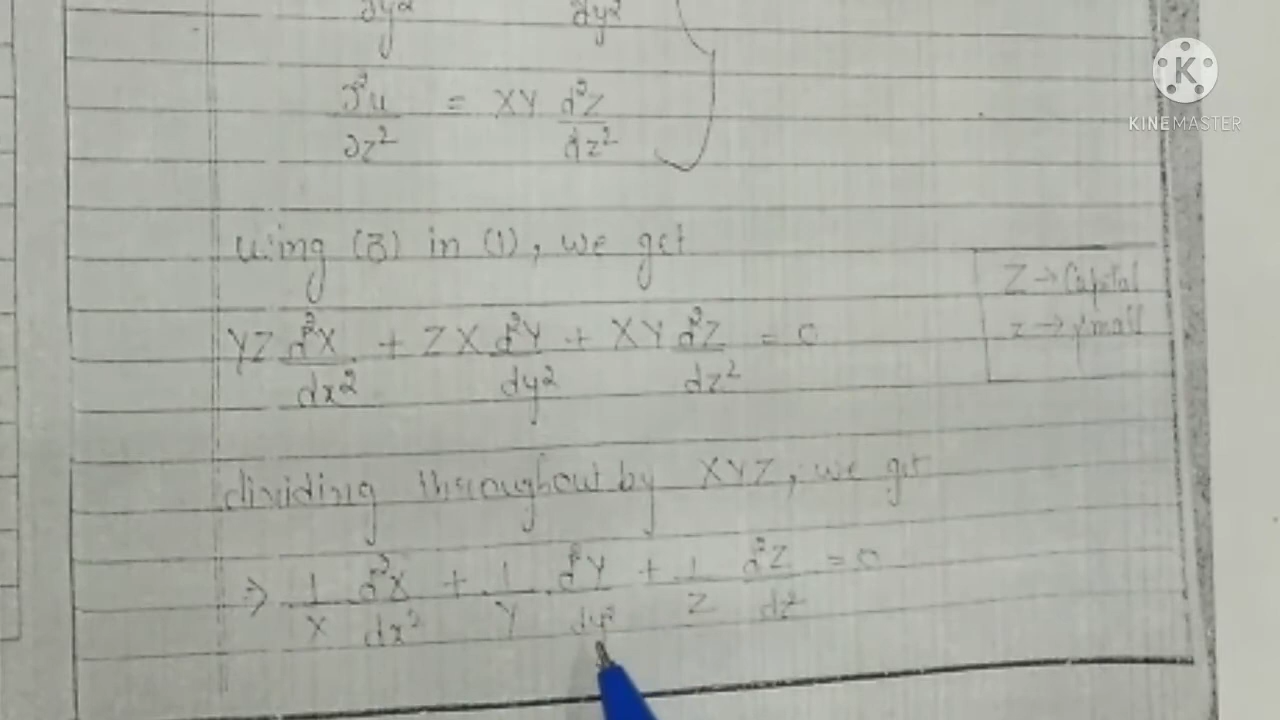 ∂y² dy²
∂²u/∂z² = XY d²Z/dz²
K
KINEMASTER
using (3) in (1), we get
Z → Capital
z → small
YZ d²X/dx² + ZX d²Y/dy² + XY d²Z/dz² = 0
dividing throughout by XYZ, we get
⇒ 1/X d²X/dx² + 1/Y d²Y/dy² + 1/Z d²Z/dz² = 0